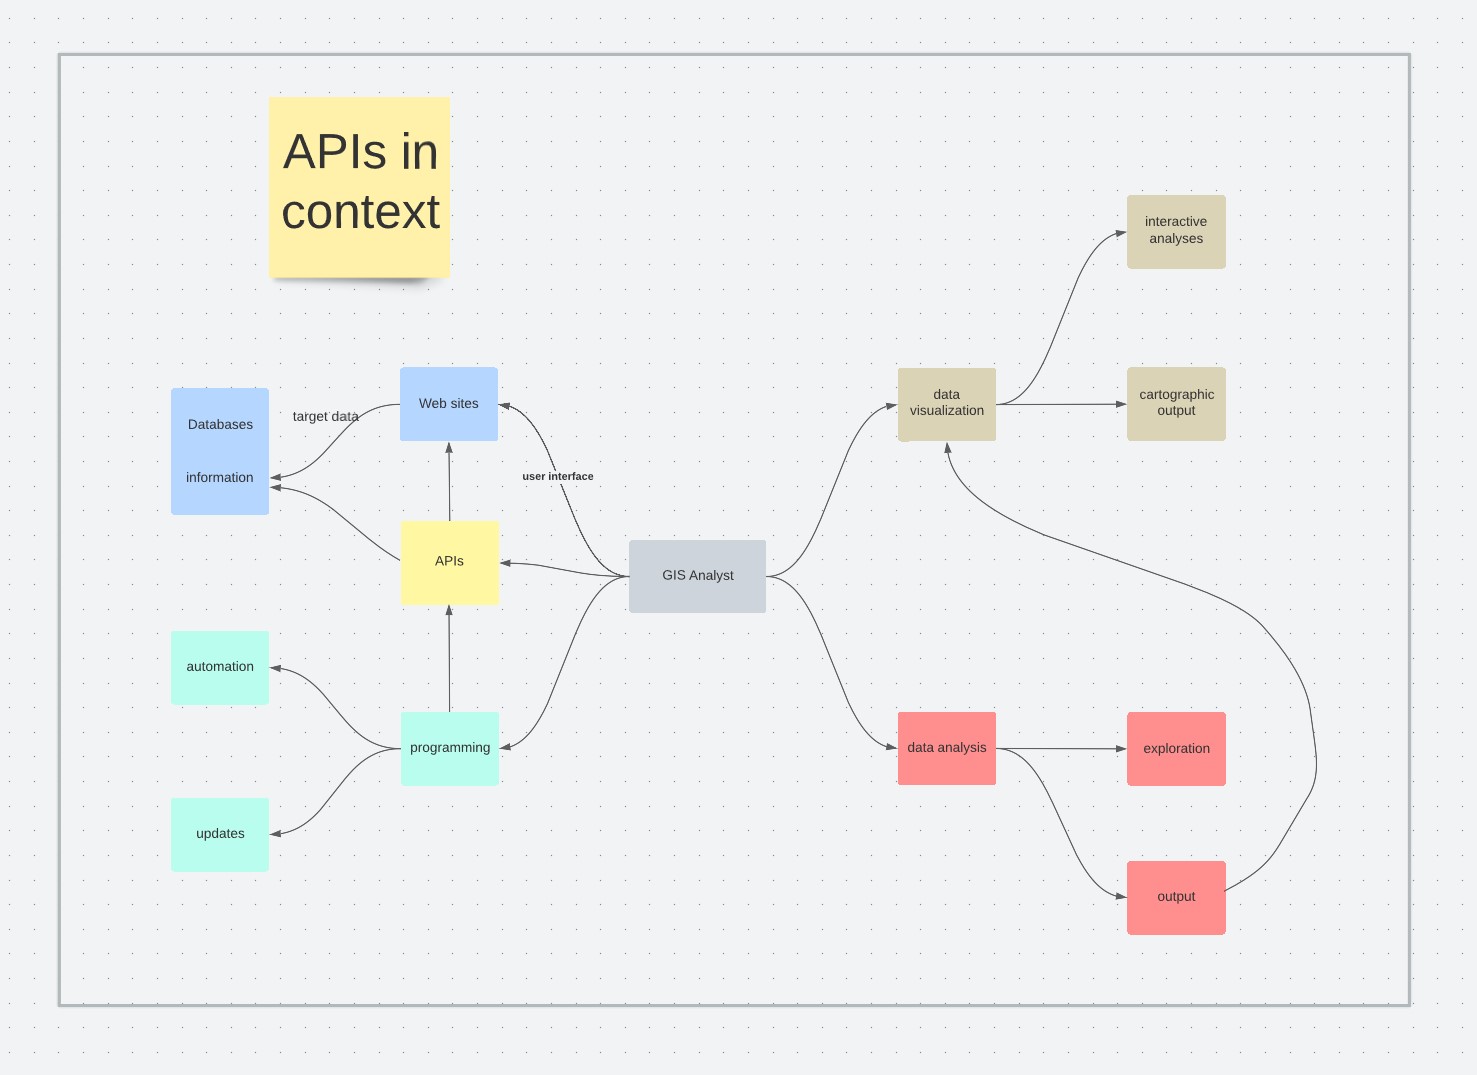 APIs in
context
interactive
analyses
Databases
information
target data
Web sites
user interface
data
visualization
cartographic
output
APIs
GIS Analyst
automation
programming
updates
data analysis
exploration
output